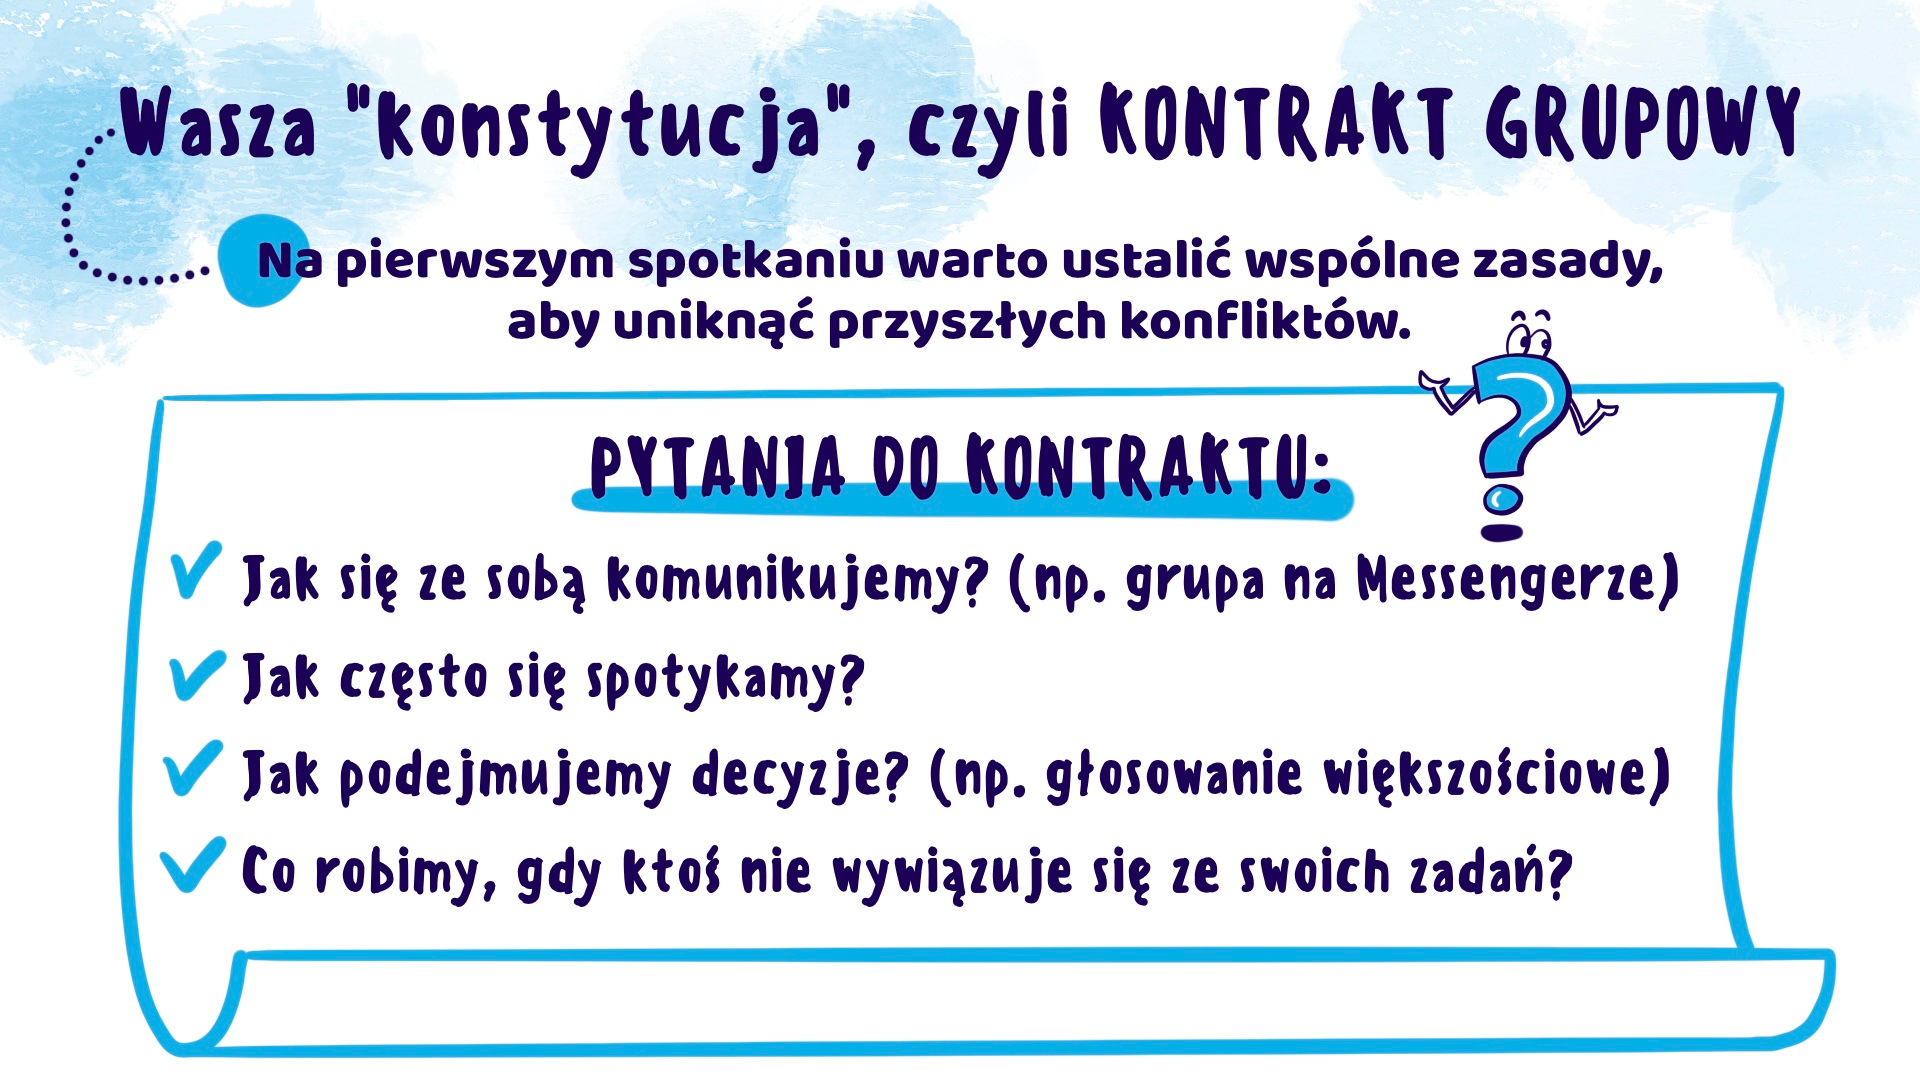 Wasza "konstytucja", czyli KONTRAKT GRUPOWY
Na pierwszym spotkaniu warto ustalić wspólne zasady,
aby uniknąć przyszłych konfliktów.
PYTANIA DO KONTRAKTU:
Jak się ze sobą komunikujemy? (np. grupa na Messengerze)
Jak często się spotykamy?
Jak podejmujemy decyzje? (np. głosowanie większościowe)
Co robimy, gdy ktoś nie wywiązuje się ze swoich zadań?